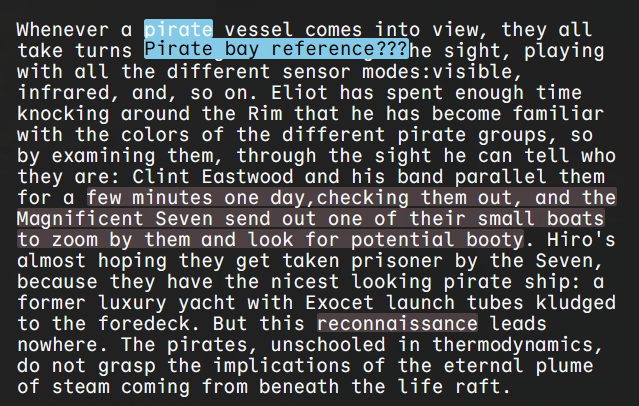 Whenever a pirate vessel comes into view, they all
take turns
Pirate bay reference???
he sight, playing
with all the different sensor modes:visible,
infrared, and, so on. Eliot has spent enough time
knocking around the Rim that he has become familiar
with the colors of the different pirate groups, so
by examining them, through the sight he can tell who
they are: Clint Eastwood and his band parallel them
for a few minutes one day,checking them out, and the
Magnificent Seven send out one of their small boats
to zoom by them and look for potential booty. Hiro's
almost hoping they get taken prisoner by the Seven,
because they have the nicest looking pirate ship: a
former luxury yacht with Exocet launch tubes kludged
to the foredeck. But this reconnaissance leads
nowhere. The pirates, unschooled in thermodynamics,
do not grasp the implications of the eternal plume
of steam coming from beneath the life raft.